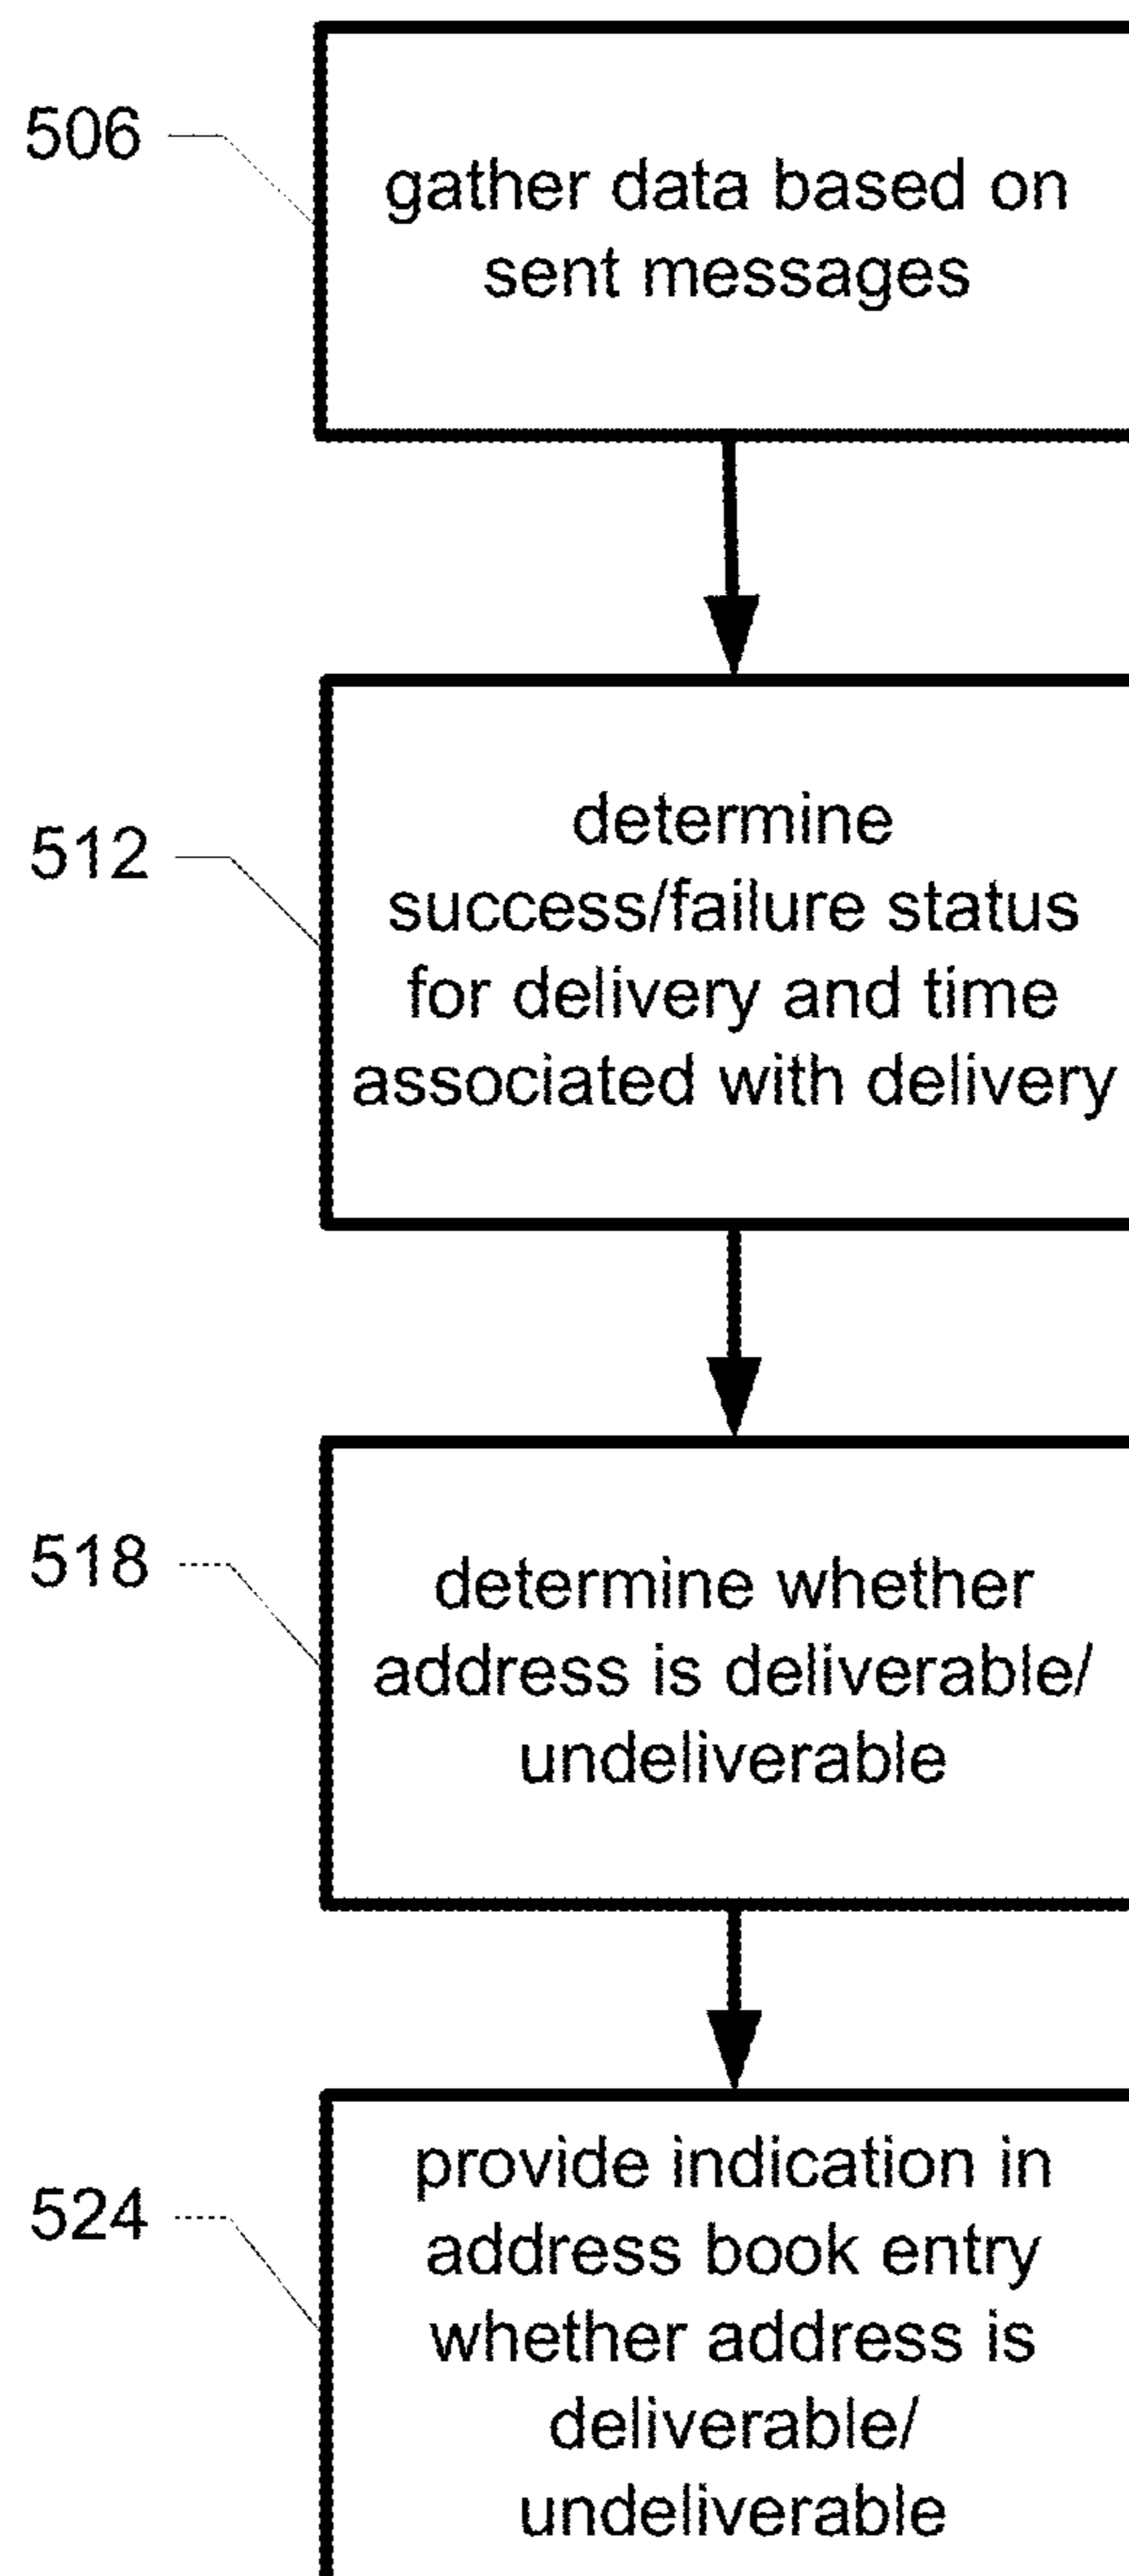 506
gather data based on
sent messages
512
determine
success/failure status
for delivery and time
associated with delivery
518
determine whether
address is deliverable/
undeliverable
524
provide indication in
address book entry
whether address is
deliverable/
undeliverable